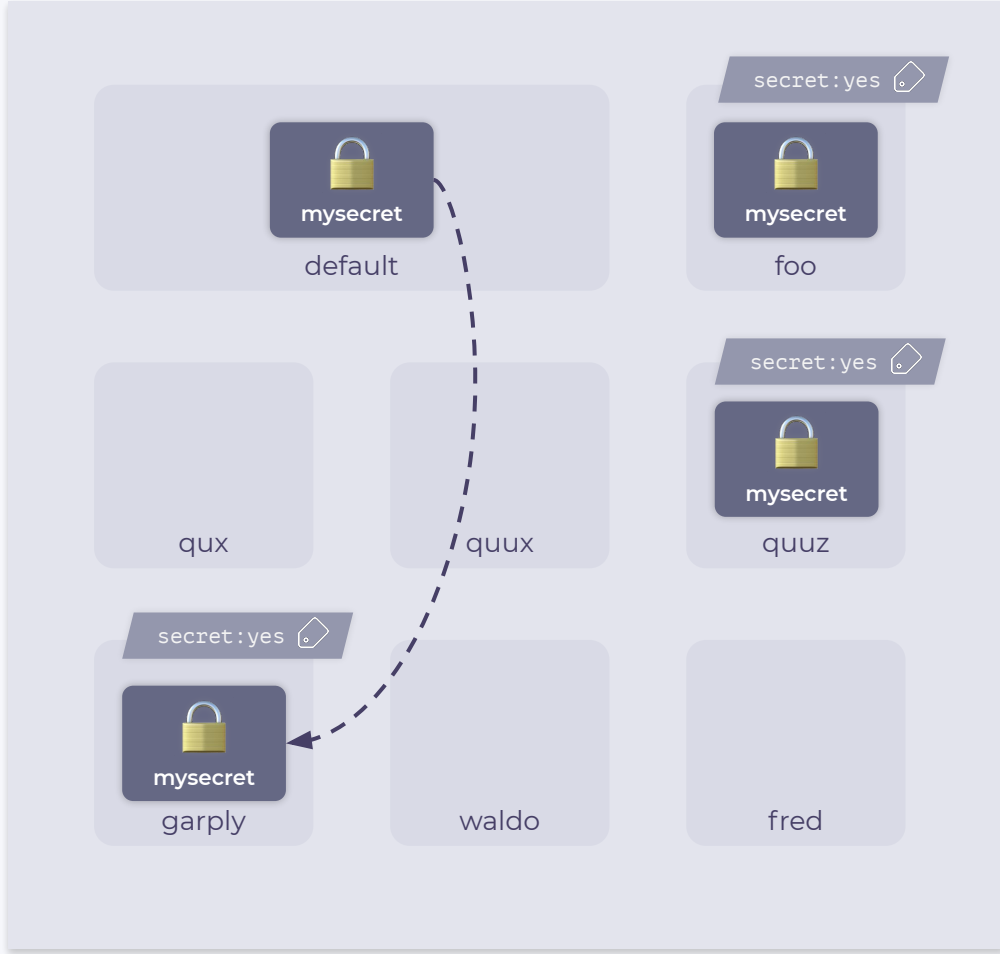 secret:yes
mysecret
default
mysecret
foo
secret:yes
mysecret
qux
quux
quuz
secret:yes
mysecret
garply
waldo
fred